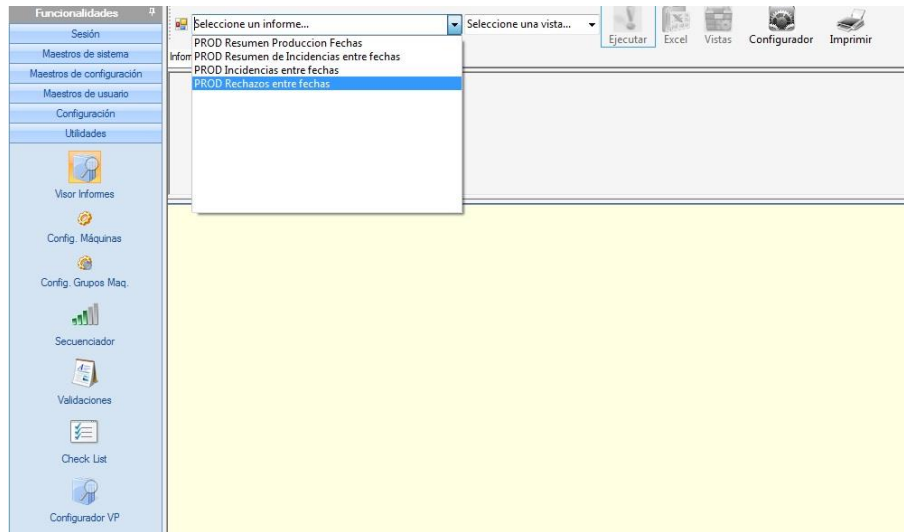 Funcionalidades
Sesión
Maestros de sistema
Maestros de configuración
Maestros de usuario
Configuración
Utilidades
Visor Informes
Config. Máquinas
Config. Grupos Maq.
Secuenciador
Validaciones
Check List
Configurador VP
Seleccione un informe...
Seleccione una vista...
Ejecutar
Excel
Vistas
Configurador
Imprimir
Inform
PROD Resumen Produccion Fechas
PROD Resumen de Incidencias entre fechas
PROD Incidencias entre fechas
PROD Rechazos entre fechas